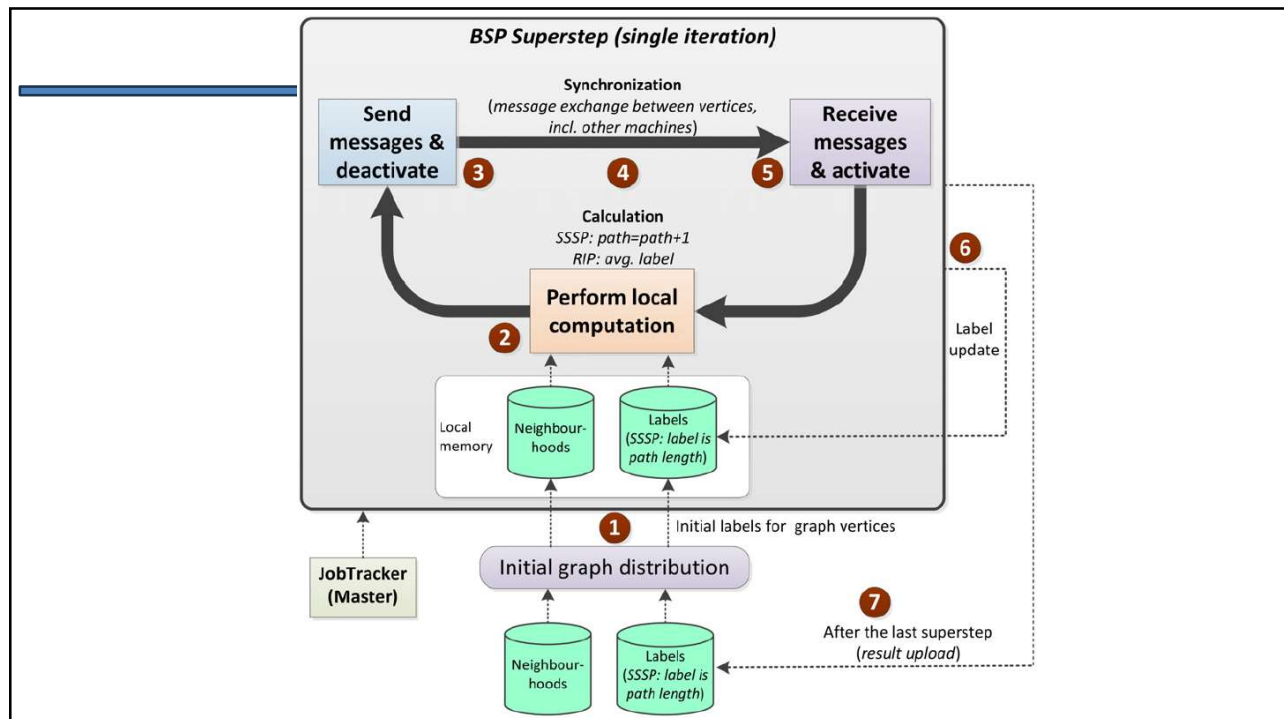 BSP Superstep (single iteration)
Synchronization
(message exchange between vertices,
incl. other machines)
Send
messages &
deactivate
Receive
messages
& activate
3
4
5
Calculation
SSSP: path=path+1
RIP: avg. label
6
Perform local
computation
2
Label
update
Local
memory
Neighbour-
hoods
Labels
(SSSP: label is
path length)
1
Initial labels for graph vertices
Initial graph distribution
JobTracker
(Master)
7
After the last superstep
(result upload)
Neighbour-
hoods
Labels
(SSSP: label is
path length)